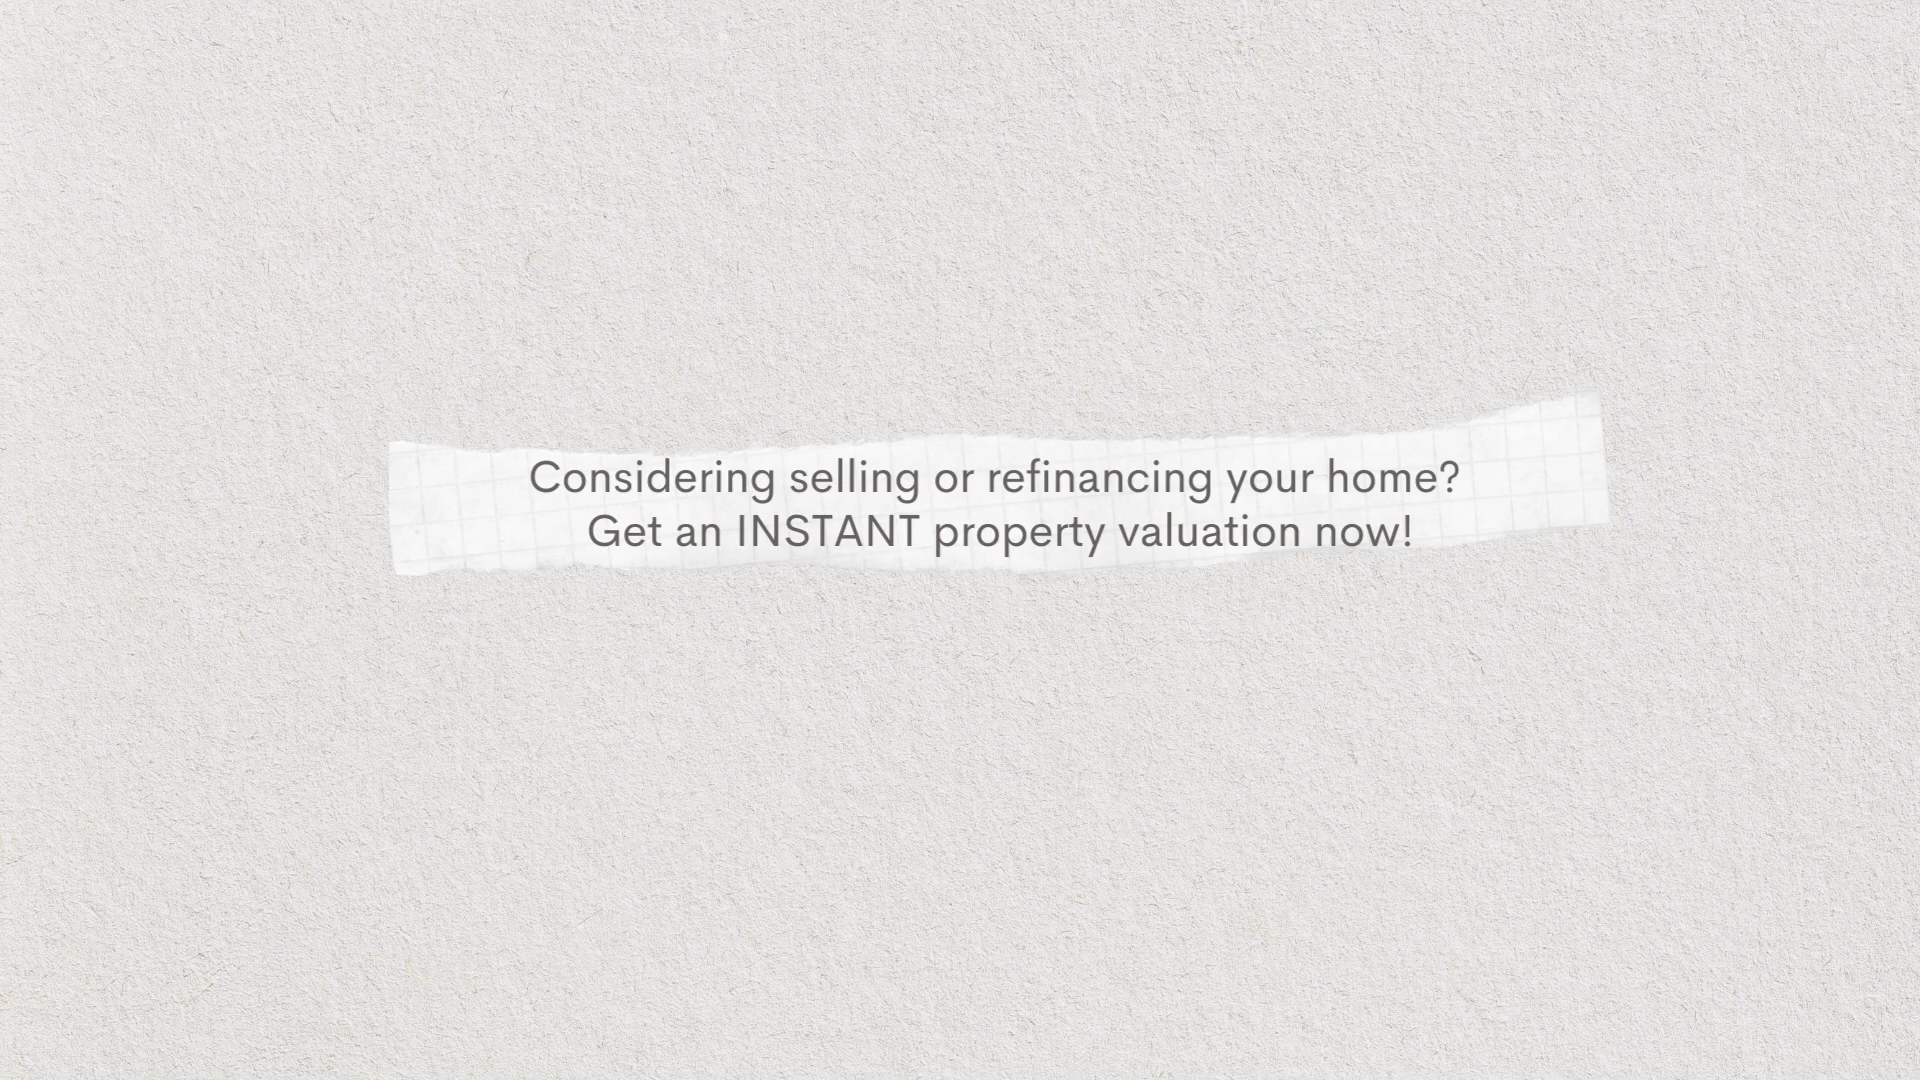 Considering selling or refinancing your home?
Get an INSTANT property valuation now!